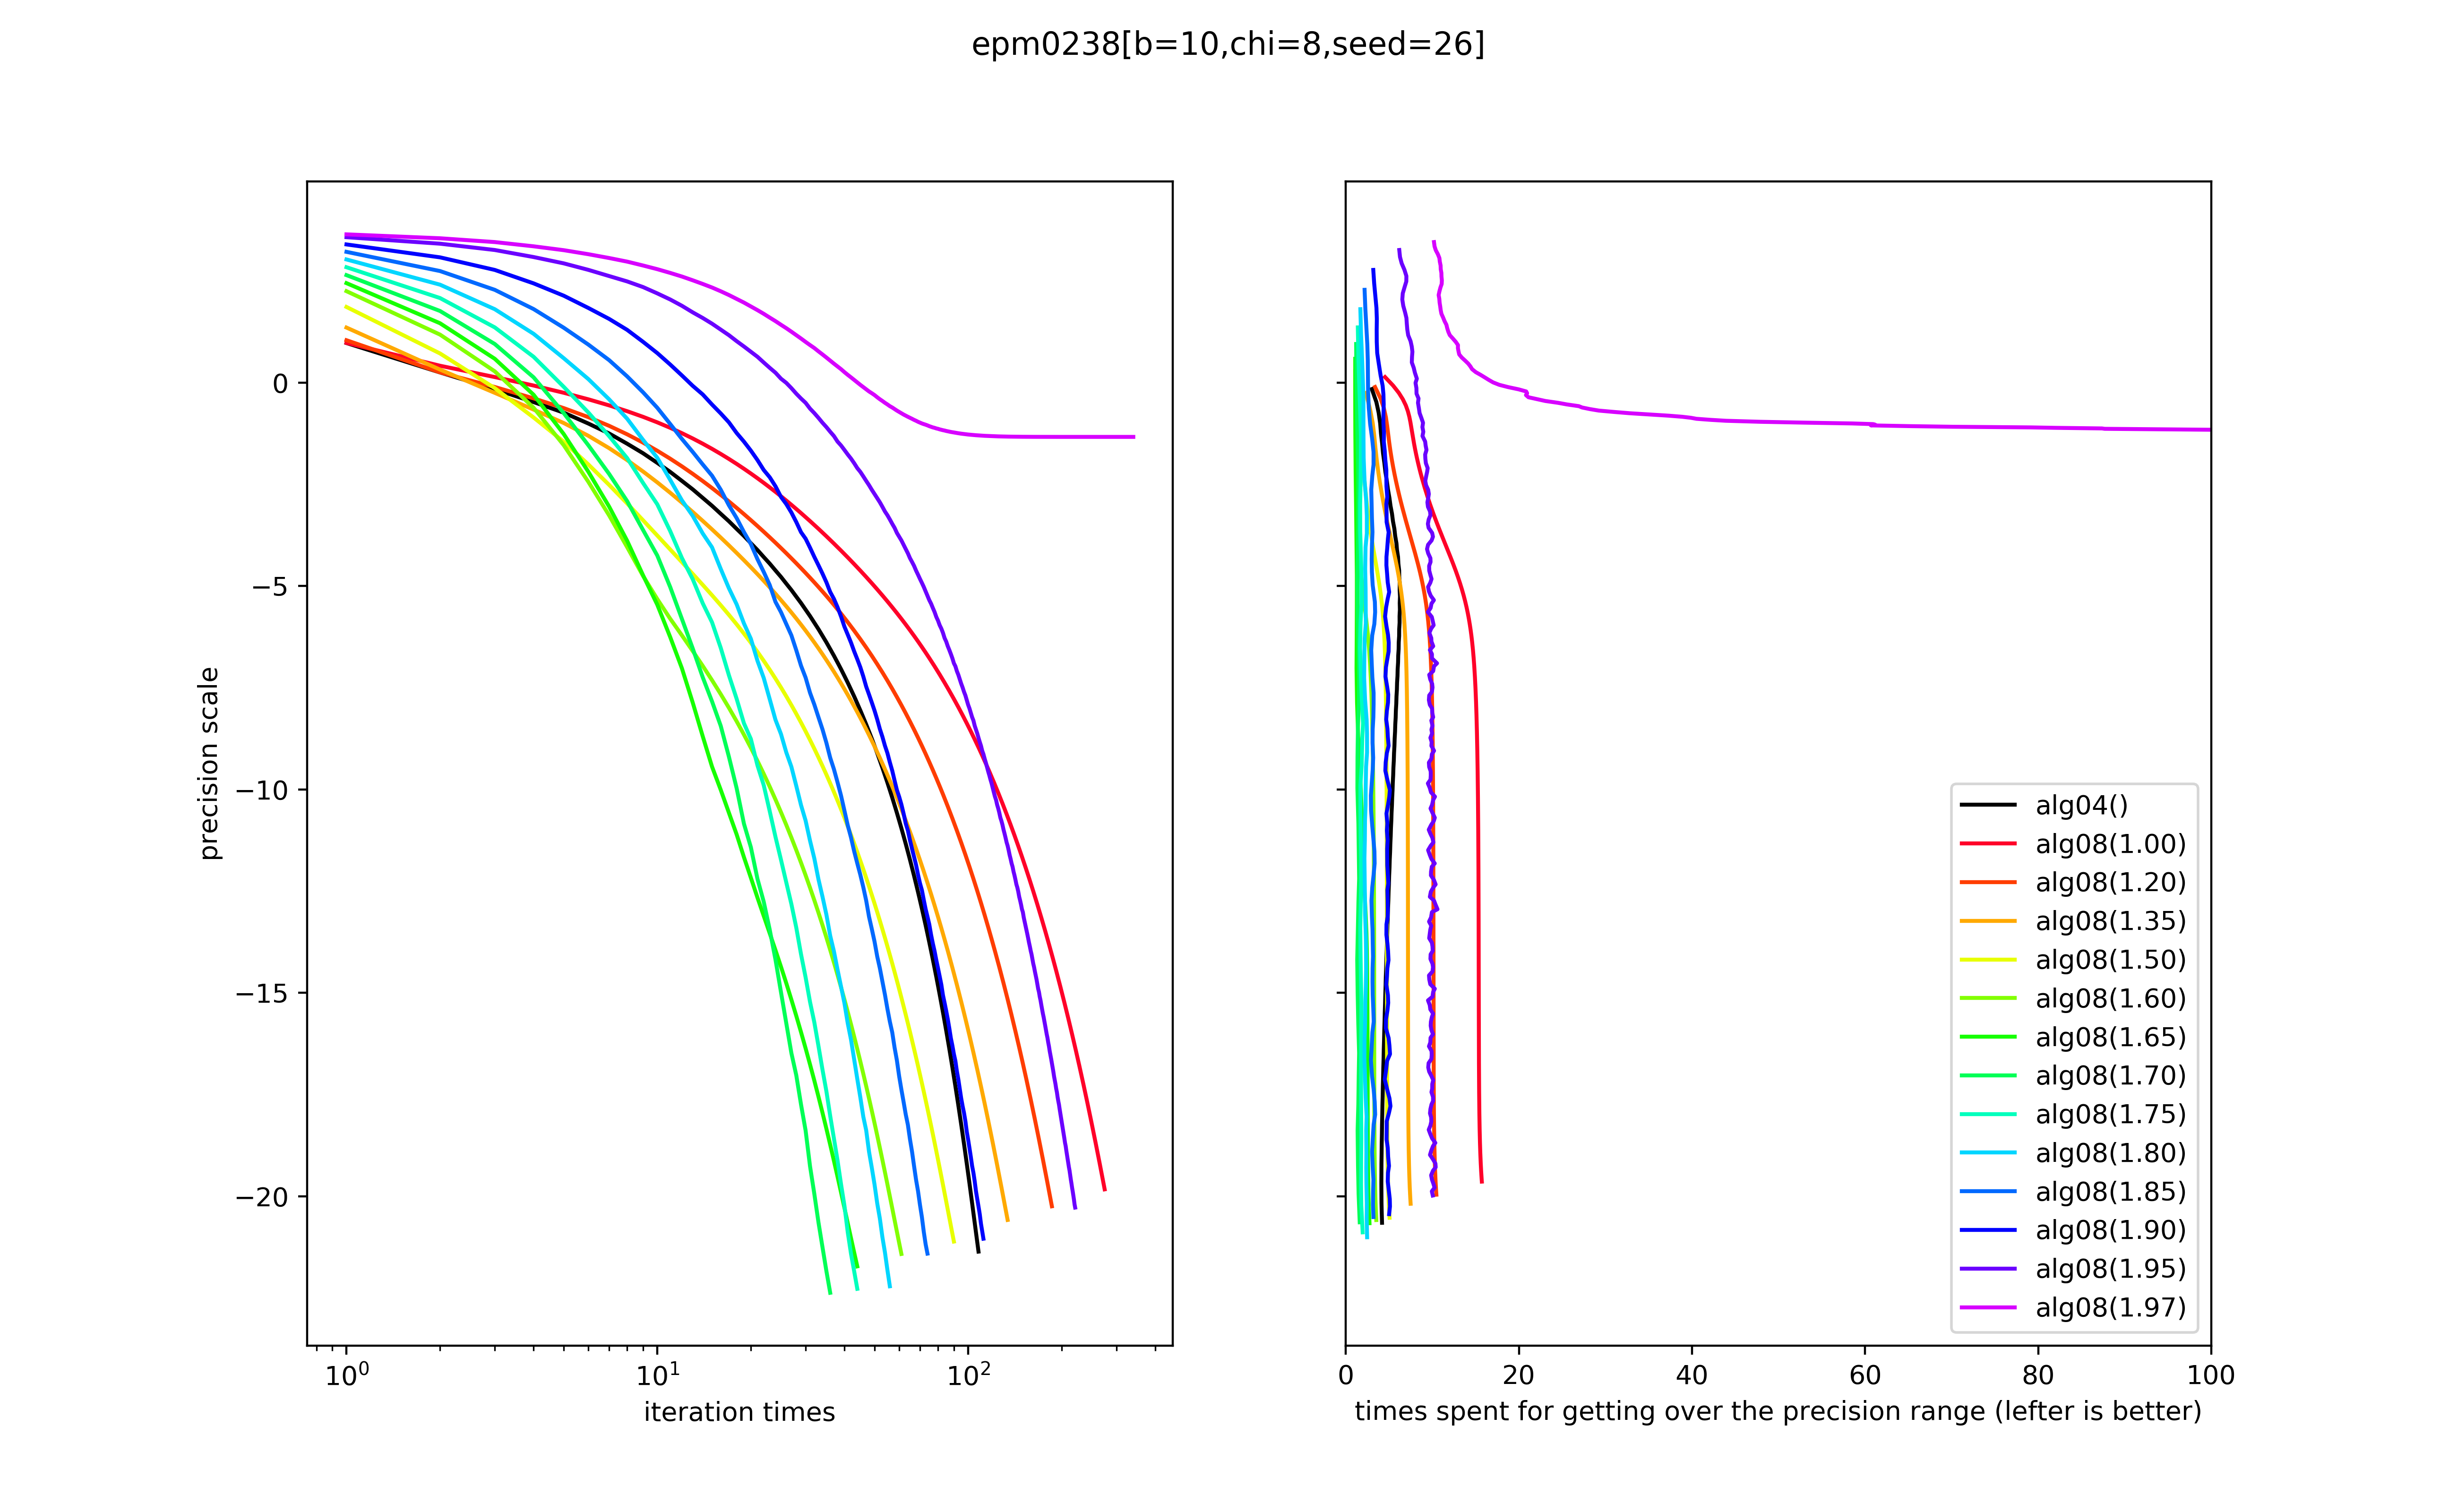 epm0238[b=10,chi=8,seed=26]
precision scale
0
−5
−10
−15
−20
10⁰
10¹
10²
iteration times
0
20
40
60
80
100
times spent for getting over the precision range (lefter is better)
alg04()
alg08(1.00)
alg08(1.20)
alg08(1.35)
alg08(1.50)
alg08(1.60)
alg08(1.65)
alg08(1.70)
alg08(1.75)
alg08(1.80)
alg08(1.85)
alg08(1.90)
alg08(1.95)
alg08(1.97)